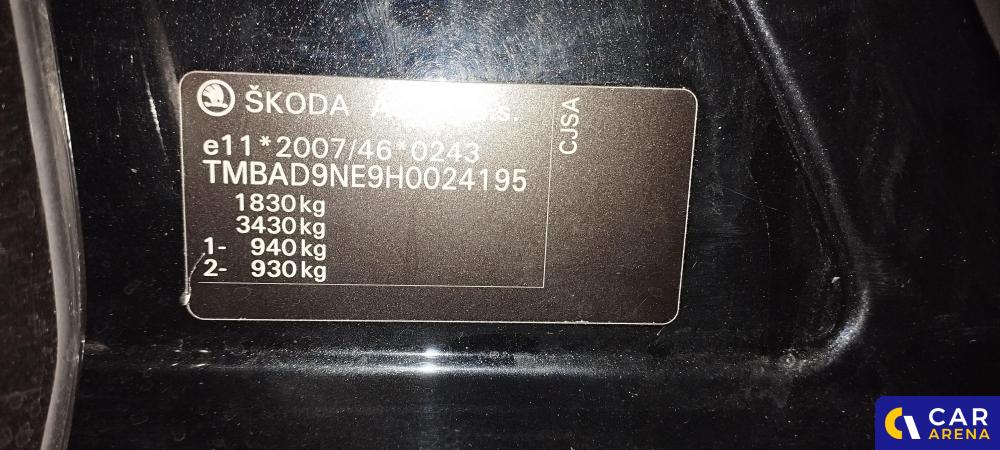 ŠKODA A s.
e11*2007/46*0243
TMBAD9NE9H0024195
1830kg
3430kg
1- 940kg
2- 930kg
CJSA
CAR
ARENA